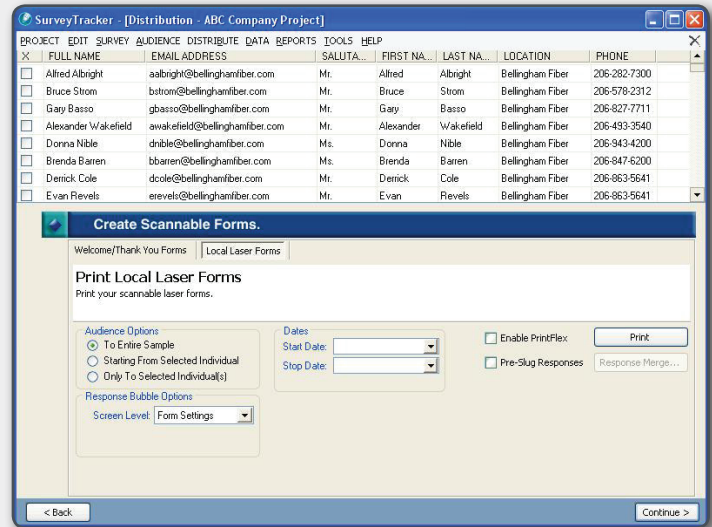 SurveyTracker - [Distribution - ABC Company Project]
PROJECT EDIT SURVEY AUDIENCE DISTRIBUTE DATA REPORTS TOOLS HELP
X FULL NAME EMAIL ADDRESS SALUTA... FIRST NA... LAST NA... LOCATION PHONE
Alfred Albright aalbright@bellinghamfiber.com Mr. Alfred Albright Bellingham Fiber 206-282-7300
Bruce Strom bstrom@bellinghamfiber.com Mr. Bruce Strom Bellingham Fiber 206-578-2312
Gary Basso gbasso@bellinghamfiber.com Mr. Gary Basso Bellingham Fiber 206-827-7711
Alexander Wakefield awakefield@bellinghamfiber.com Mr. Alexander Wakefield Bellingham Fiber 206-493-3540
Donna Nible dnible@bellinghamfiber.com Ms. Donna Nible Bellingham Fiber 206-943-4200
Brenda Barren bbarren@bellinghamfiber.com Ms. Brenda Barren Bellingham Fiber 206-847-6200
Derrick Cole dcole@bellinghamfiber.com Mr. Derrick Cole Bellingham Fiber 206-863-5641
Evan Revels erevels@bellinghamfiber.com Mr. Evan Revels Bellingham Fiber 206-863-5641
Create Scannable Forms.
Welcome/Thank You Forms Local Laser Forms
Print Local Laser Forms
Print your scannable laser forms.
Audience Options
To Entire Sample
Starting From Selected Individual
Only To Selected Individual(s)
Response Bubble Options
Screen Level: Form Settings
Dates
Start Date:
Stop Date:
Enable PrintFlex Print
Pre-Slug Responses Response Merge...
< Back Continue >